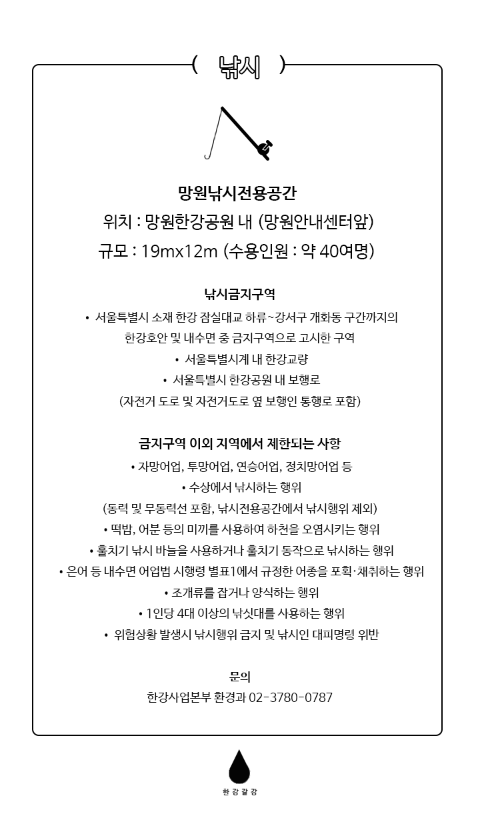 ( 낚시 )
망원낚시전용공간
위치 : 망원한강공원 내 (망원안내센터앞)
규모 : 19mx12m (수용인원 : 약 40여명)
낚시금지구역
• 서울특별시 소재 한강 잠실대교 하류~강서구 개화동 구간까지의
한강호안 및 내수면 중 금지구역으로 고시한 구역
• 서울특별시계 내 한강교량
• 서울특별시 한강공원 내 보행로
(자전거 도로 및 자전거도로 옆 보행인 통행로 포함)
금지구역 이외 지역에서 제한되는 사항
• 자망어업, 투망어업, 연승어업, 정치망어업 등
• 수상에서 낚시하는 행위
(동력 및 무동력선 포함, 낚시전용공간에서 낚시행위 제외)
• 떡밥, 어분 등의 미끼를 사용하여 하천을 오염시키는 행위
• 훌치기 낚시 바늘을 사용하거나 훌치기 동작으로 낚시하는 행위
• 은어 등 내수면 어업법 시행령 별표1에서 규정한 어종을 포획·채취하는 행위
• 조개류를 잡거나 양식하는 행위
• 1인당 4대 이상의 낚싯대를 사용하는 행위
• 위험상황 발생시 낚시행위 금지 및 낚시인 대피명령 위반
문의
한강사업본부 환경과 02-3780-0787
한강갈감